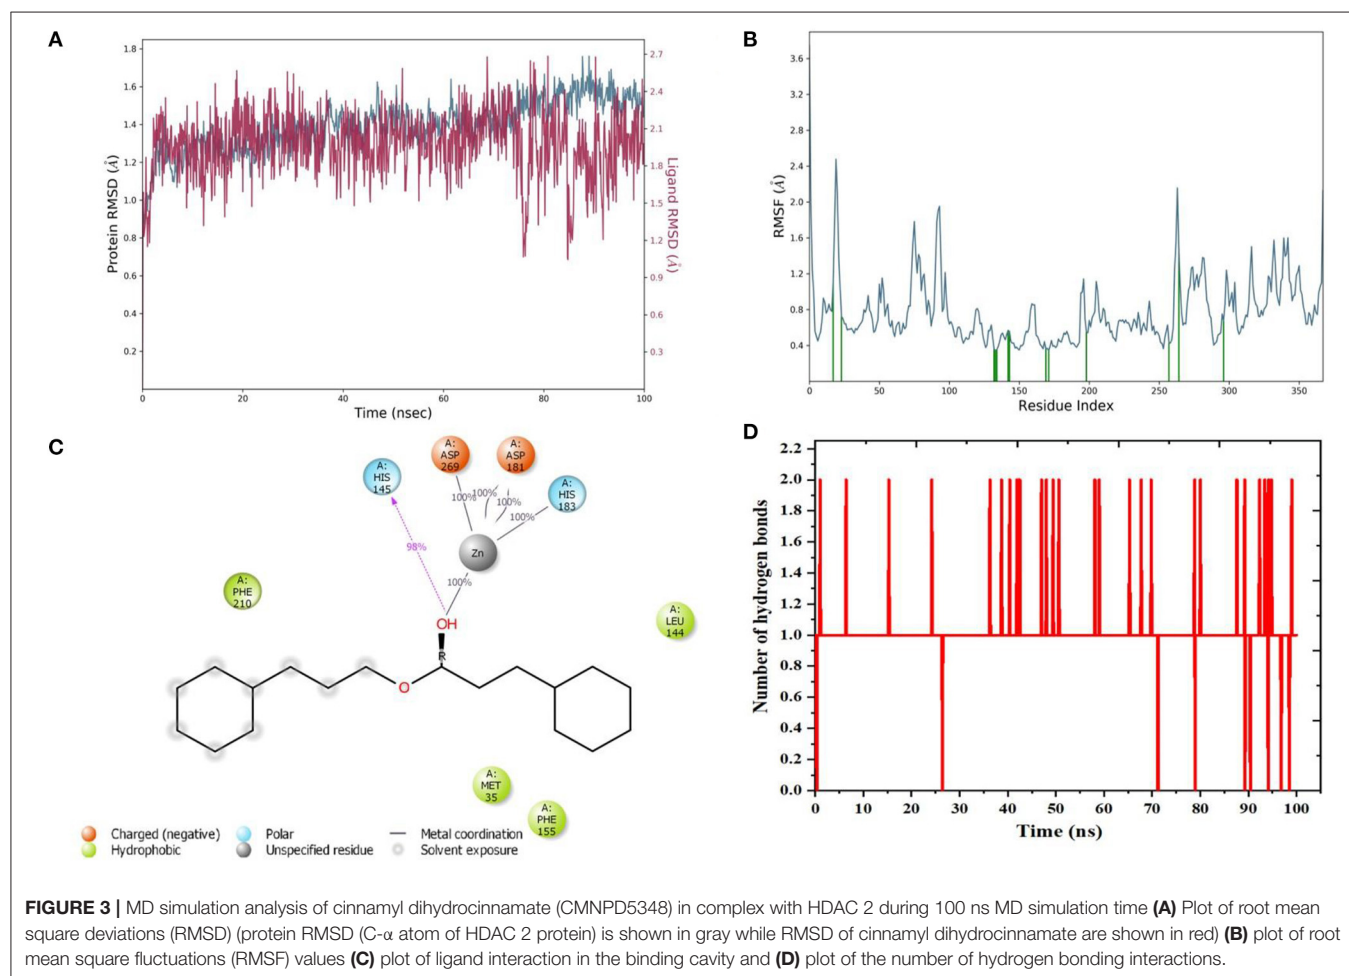 A
1.8
1.6
1.4
1.2
1.0
0.8
0.6
0.4
0.2
Protein RMSD (Å)
2.7
2.4
2.1
1.8
1.5
1.2
0.9
0.6
0.3
Ligand RMSD (Å)
0 20 40 60 80 100
Time (nsec)
B
3.6
3.2
2.8
2.4
2.0
1.6
1.2
0.8
0.4
RMSF (Å)
0 50 100 150 200 250 300 350
Residue Index
C
A:
HIS
145
A:
ASP
269
A:
ASP
181
A:
HIS
183
100%
100%
100%
100%
98%
Zn
100%
A:
PHE
210
OH
R
O
A:
LEU
144
A:
MET
35
A:
PHE
155
Charged (negative) Polar Metal coordination
Hydrophobic Unspecified residue Solvent exposure
D
2.2
2.0
1.8
1.6
1.4
1.2
1.0
0.8
0.6
0.4
0.2
0.0
Number of hydrogen bonds
0 10 20 30 40 50 60 70 80 90 100
Time (ns)
FIGURE 3 | MD simulation analysis of cinnamyl dihydrocinnamate (CMNPD5348) in complex with HDAC 2 during 100 ns MD simulation time (A) Plot of root mean
square deviations (RMSD) (protein RMSD (C-α atom of HDAC 2 protein) is shown in gray while RMSD of cinnamyl dihydrocinnamate are shown in red) (B) plot of root
mean square fluctuations (RMSF) values (C) plot of ligand interaction in the binding cavity and (D) plot of the number of hydrogen bonding interactions.